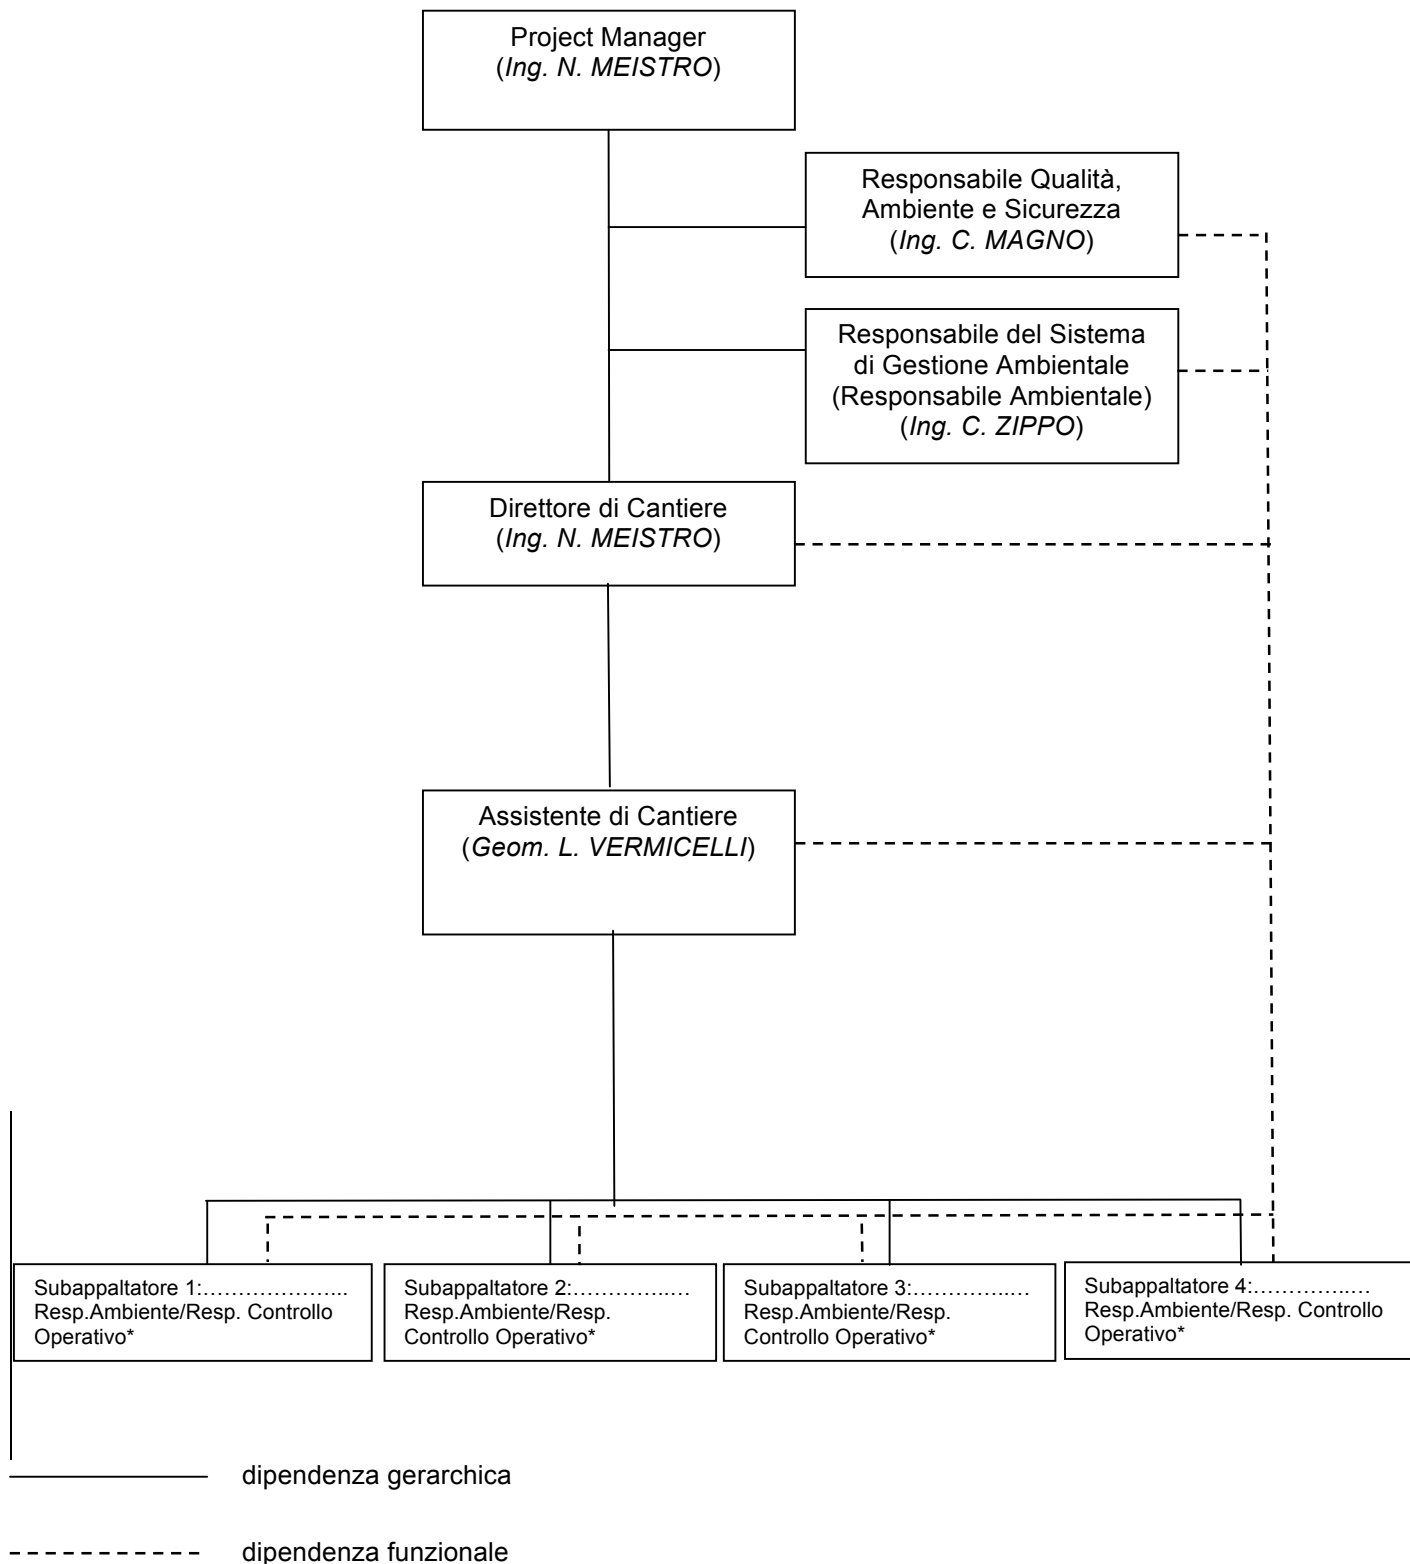 Project Manager
(Ing. N. MEISTRO)
Responsabile Qualità,
Ambiente e Sicurezza
(Ing. C. MAGNO)
Responsabile del Sistema
di Gestione Ambientale
(Responsabile Ambientale)
(Ing. C. ZIPPO)
Direttore di Cantiere
(Ing. N. MEISTRO)
Assistente di Cantiere
(Geom. L. VERMICELLI)
Subappaltatore 1:…………………...
Resp.Ambiente/Resp. Controllo
Operativo*
Subappaltatore 2:……………..…
Resp.Ambiente/Resp.
Controllo Operativo*
Subappaltatore 3:…………..…
Resp.Ambiente/Resp.
Controllo Operativo*
Subappaltatore 4:…………..…
Resp.Ambiente/Resp. Controllo
Operativo*
dipendenza gerarchica
dipendenza funzionale